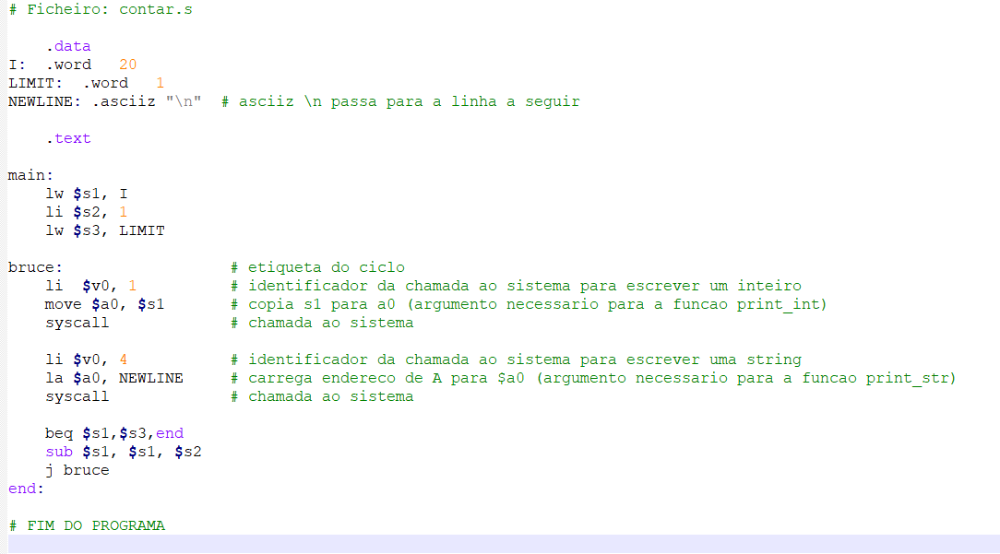 # Ficheiro: contar.s
.data
I: .word 20
LIMIT: .word 1
NEWLINE: .asciiz "\n" # asciiz \n passa para a linha a seguir
.text
main:
lw $s1, I
li $s2, 1
lw $s3, LIMIT
bruce: # etiqueta do ciclo
li $v0, 1 # identificador da chamada ao sistema para escrever um inteiro
move $a0, $s1 # copia s1 para a0 (argumento necessario para a funcao print_int)
syscall # chamada ao sistema
li $v0, 4 # identificador da chamada ao sistema para escrever uma string
la $a0, NEWLINE # carrega endereco de A para $a0 (argumento necessario para a funcao print_str)
syscall # chamada ao sistema
beq $s1,$s3,end
sub $s1, $s1, $s2
j bruce
end:
# FIM DO PROGRAMA